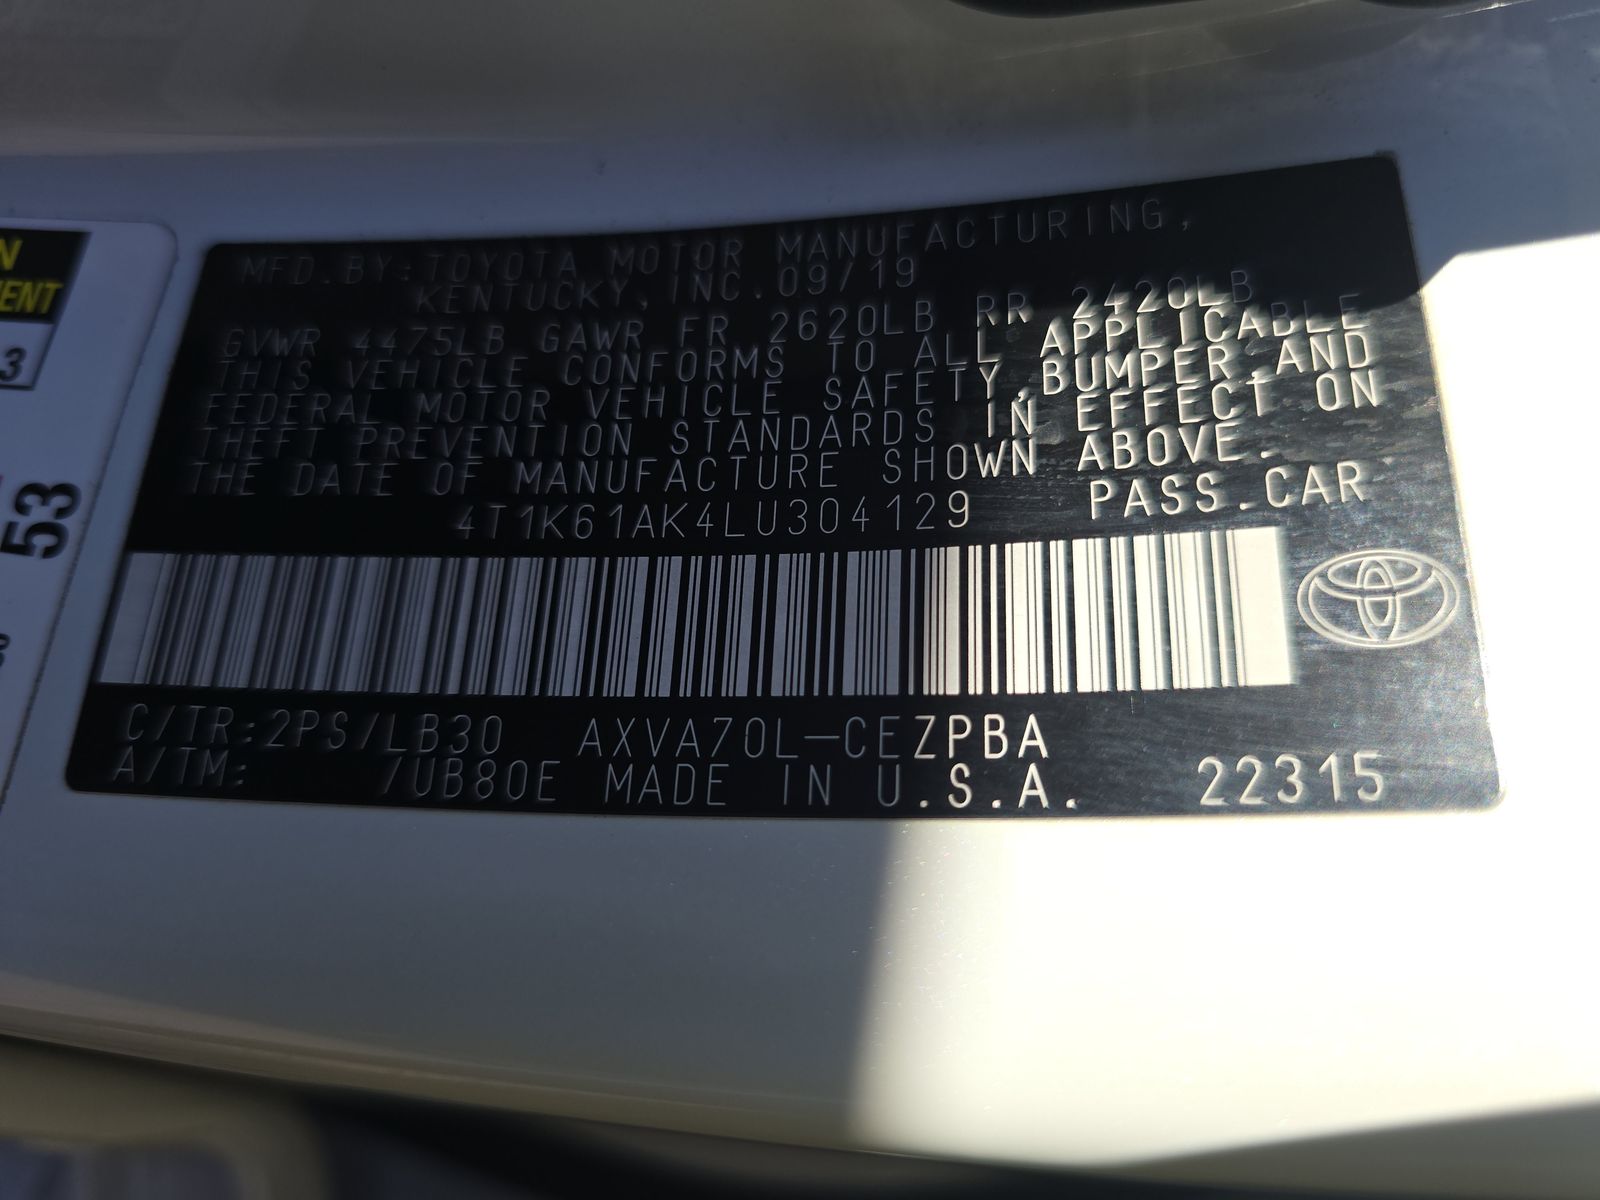 MFD.BY:TOYOTA MOTOR MANUFACTURING,
KENTUCKY, INC. 09/19
GVWR 4475LB GAWR FR 2620LB RR 2420LB
THIS VEHICLE CONFORMS TO ALL APPLICABLE
FEDERAL MOTOR VEHICLE SAFETY,BUMPER,AND
THEFT PREVENTION STANDARDS IN EFFECT ON
THE DATE OF MANUFACTURE SHOWN ABOVE.
4T1K61AK4LU304129 PASS.CAR
C/TR:2PS/LB30 AXVA70L-CEZPBA
A/TM: /UB80E MADE IN U.S.A. 22315
3
53